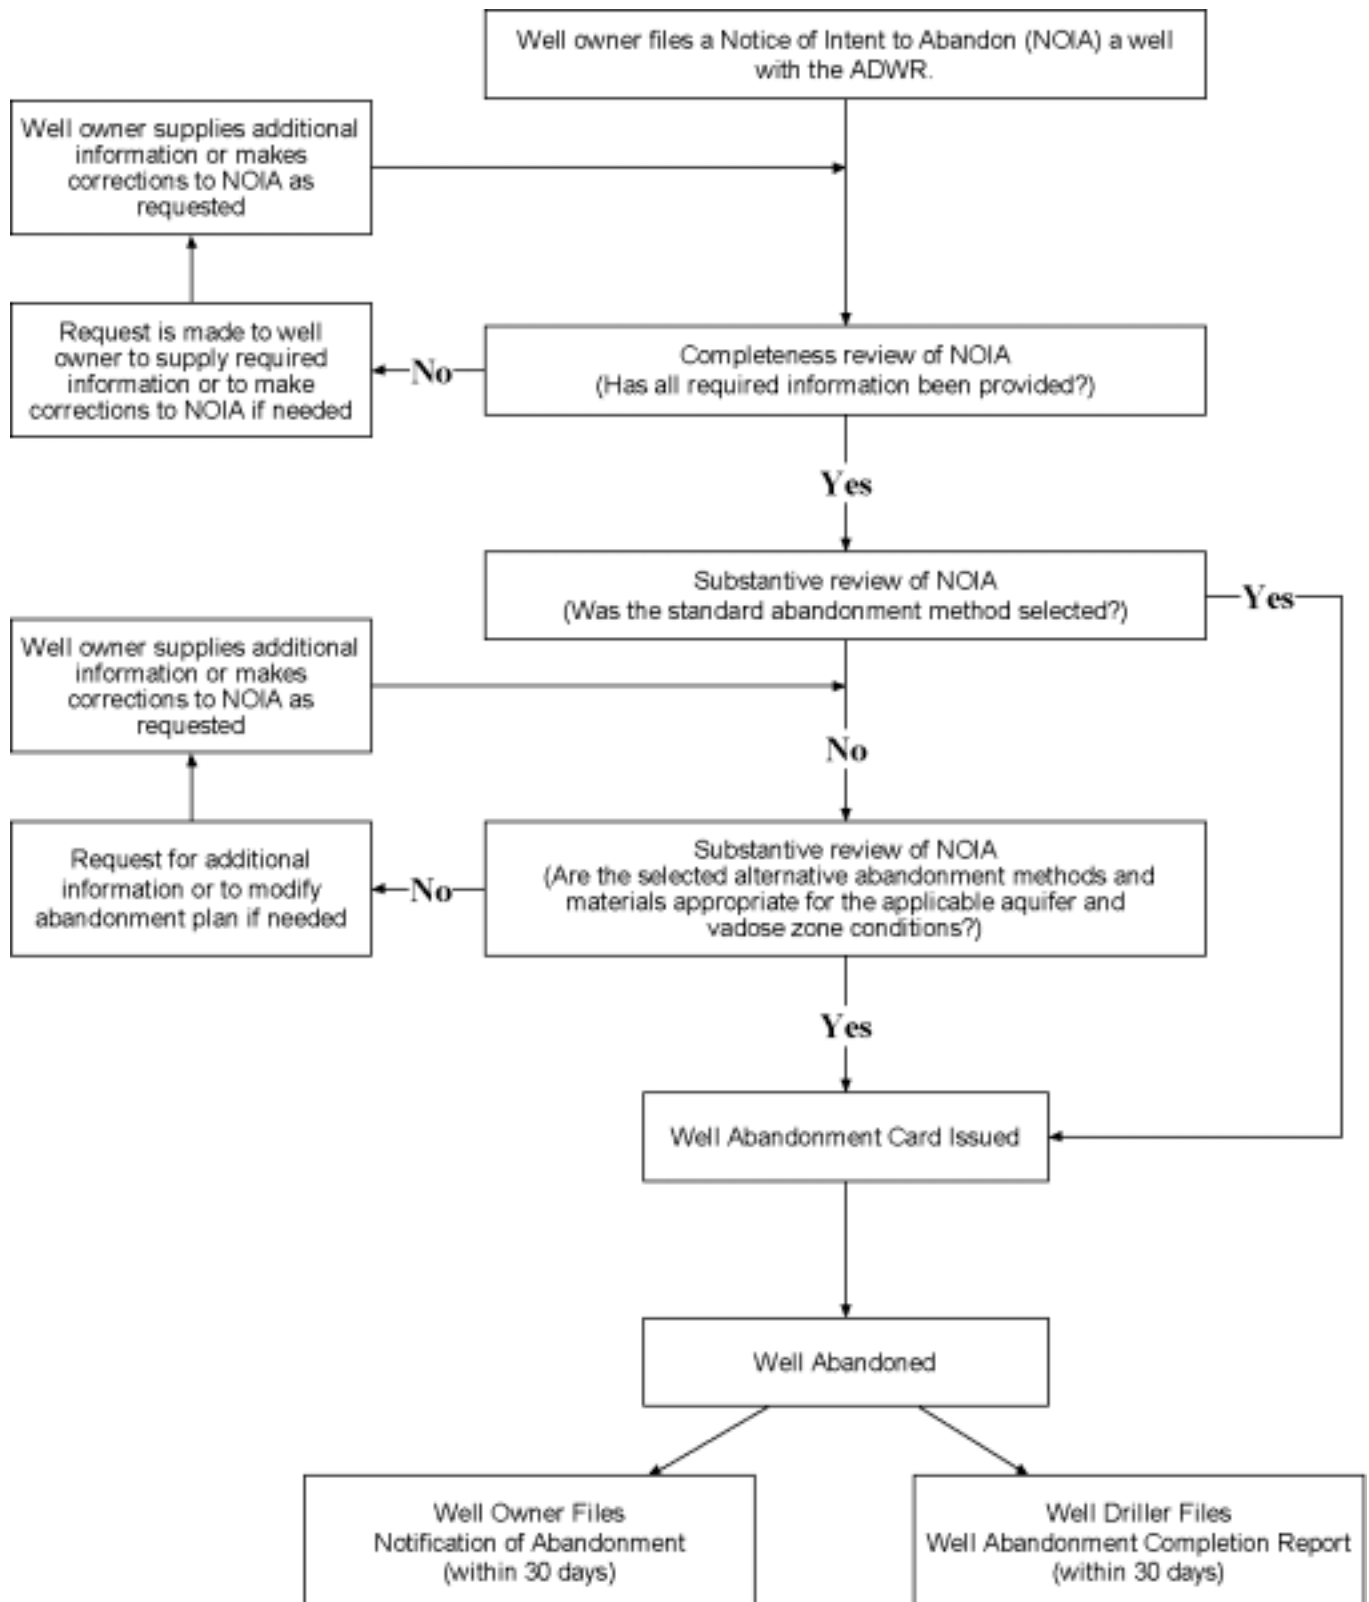 Well owner files a Notice of Intent to Abandon (NOIA) a well
with the ADWR.
Well owner supplies additional
information or makes
corrections to NOIA as
requested
Request is made to well
owner to supply required
information or to make
corrections to NOIA if needed
No
Completeness review of NOIA
(Has all required information been provided?)
Yes
Substantive review of NOIA
(Was the standard abandonment method selected?)
Yes
Well owner supplies additional
information or makes
corrections to NOIA as
requested
No
Request for additional
information or to modify
abandonment plan if needed
No
Substantive review of NOIA
(Are the selected alternative abandonment methods and
materials appropriate for the applicable aquifer and
vadose zone conditions?)
Yes
Well Abandonment Card Issued
Well Abandoned
Well Owner Files
Notification of Abandonment
(within 30 days)
Well Driller Files
Well Abandonment Completion Report
(within 30 days)